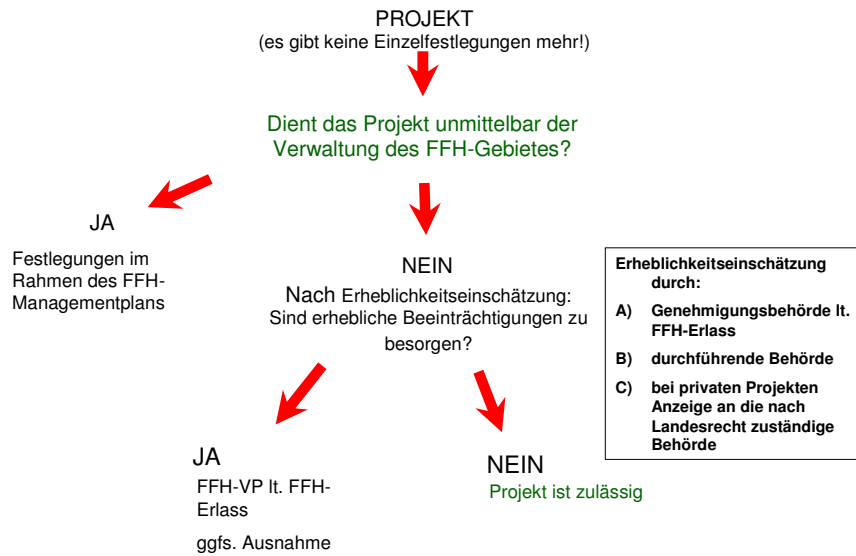 PROJEKT
(es gibt keine Einzelfestlegungen mehr!)
Dient das Projekt unmittelbar der
Verwaltung des FFH-Gebietes?
JA
Festlegungen im
Rahmen des FFH-
Managementplans
NEIN
Nach Erheblichkeitseinschätzung:
Sind erhebliche Beeinträchtigungen zu
besorgen?
Erheblichkeitseinschätzung
durch:
A) Genehmigungsbehörde lt.
FFH-Erlass
B) durchführende Behörde
C) bei privaten Projekten
Anzeige an die nach
Landesrecht zuständige
Behörde
JA
FFH-VP lt. FFH-
Erlass
ggfs. Ausnahme
NEIN
Projekt ist zulässig